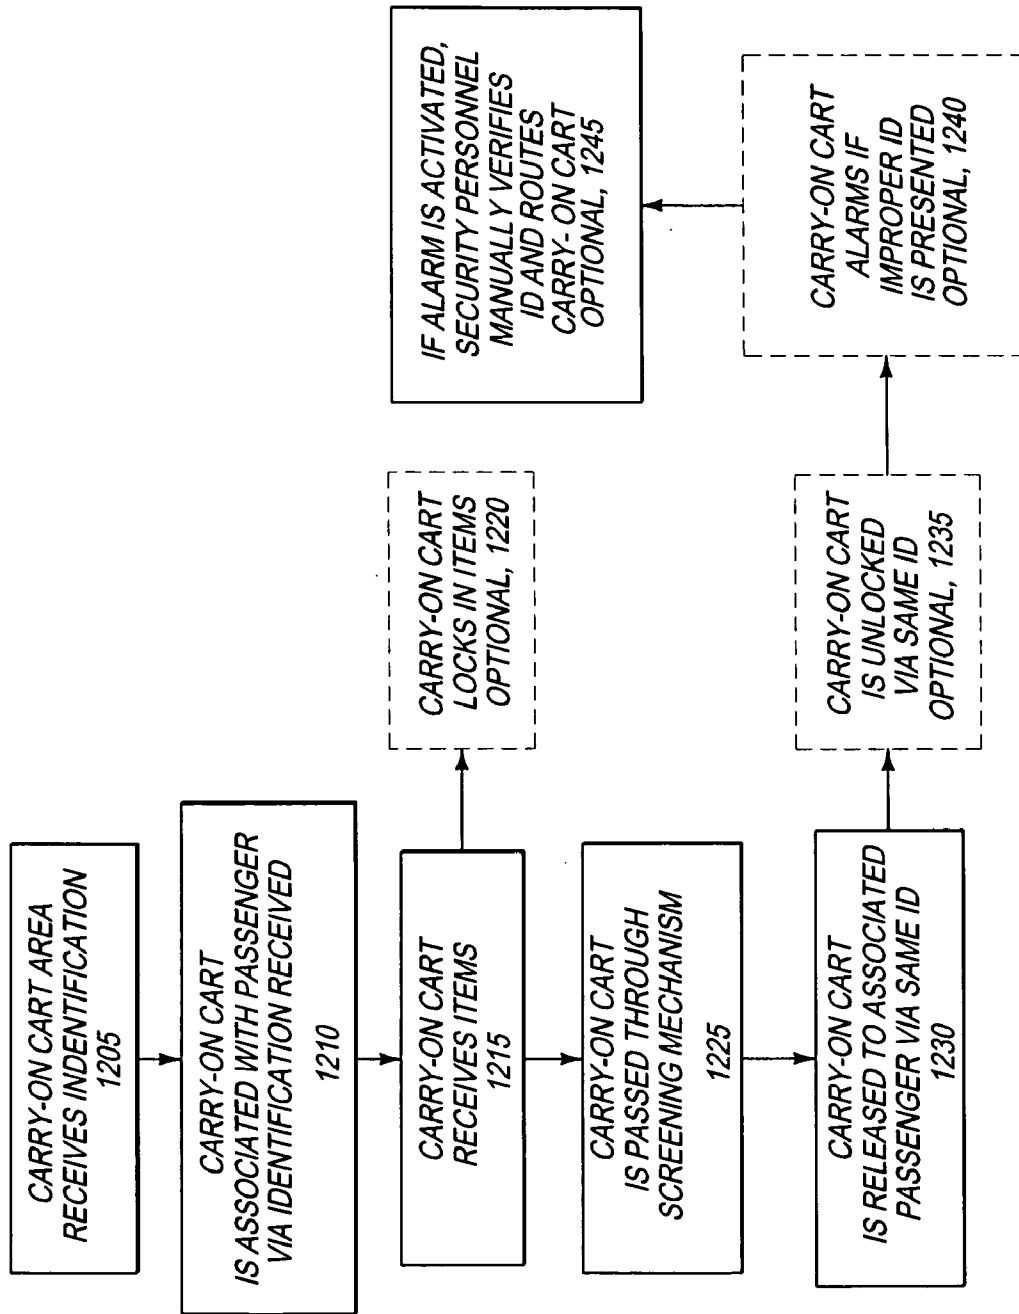 CARRY-ON CART AREA
RECEIVES INDENTIFICATION
1205
CARRY-ON CART
IS ASSOCIATED WITH PASSENGER
VIA IDENTIFICATION RECEIVED
1210
CARRY-ON CART
RECEIVES ITEMS
1215
CARRY-ON CART
LOCKS IN ITEMS
OPTIONAL, 1220
CARRY-ON CART
IS PASSED THROUGH
SCREENING MECHANISM
1225
CARRY-ON CART
IS RELEASED TO ASSOCIATED
PASSENGER VIA SAME ID
1230
CARRY-ON CART
IS UNLOCKED
VIA SAME ID
OPTIONAL, 1235
CARRY-ON CART
ALARMS IF
IMPROPER ID
IS PRESENTED
OPTIONAL, 1240
IF ALARM IS ACTIVATED,
SECURITY PERSONNEL
MANUALLY VERIFIES
ID AND ROUTES
CARRY- ON CART
OPTIONAL, 1245